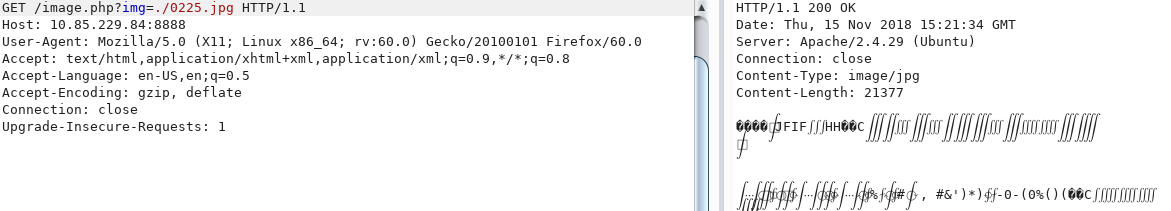 GET /image.php?img=./0225.jpg HTTP/1.1
Host: 10.85.229.84:8888
User-Agent: Mozilla/5.0 (X11; Linux x86_64; rv:60.0) Gecko/20100101 Firefox/60.0
Accept: text/html,application/xhtml+xml,application/xml;q=0.9,*/*;q=0.8
Accept-Language: en-US,en;q=0.5
Accept-Encoding: gzip, deflate
Connection: close
Upgrade-Insecure-Requests: 1
HTTP/1.1 200 OK
Date: Thu, 15 Nov 2018 15:21:34 GMT
Server: Apache/2.4.29 (Ubuntu)
Connection: close
Content-Type: image/jpg
Content-Length: 21377
JFIF HH��C
, #&')*) -0-(0%()(��C